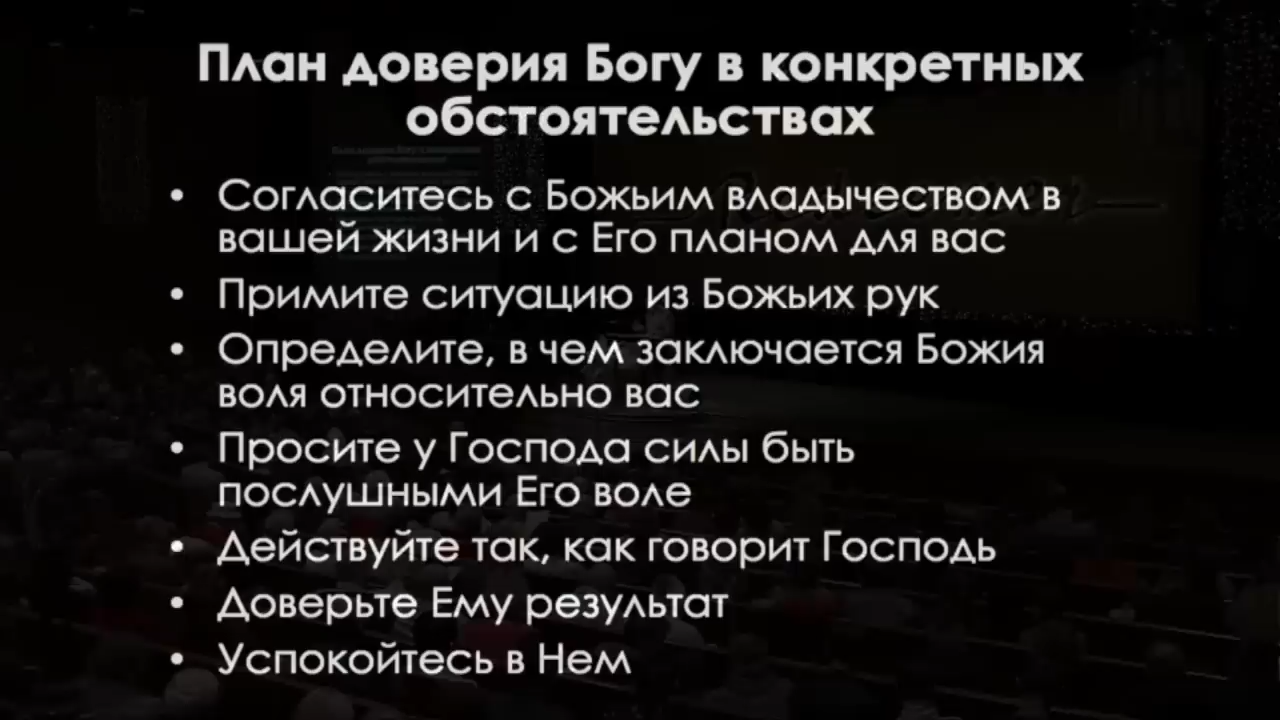 План доверия Богу в конкретных
обстоятельствах
• Согласитесь с Божьим владычеством в
вашей жизни и с Его планом для вас
• Примите ситуацию из Божьих рук
• Определите, в чем заключается Божия
воля относительно вас
• Просите у Господа силы быть
послушными Его воле
• Действуйте так, как говорит Господь
• Доверьте Ему результат
• Успокойтесь в Нем